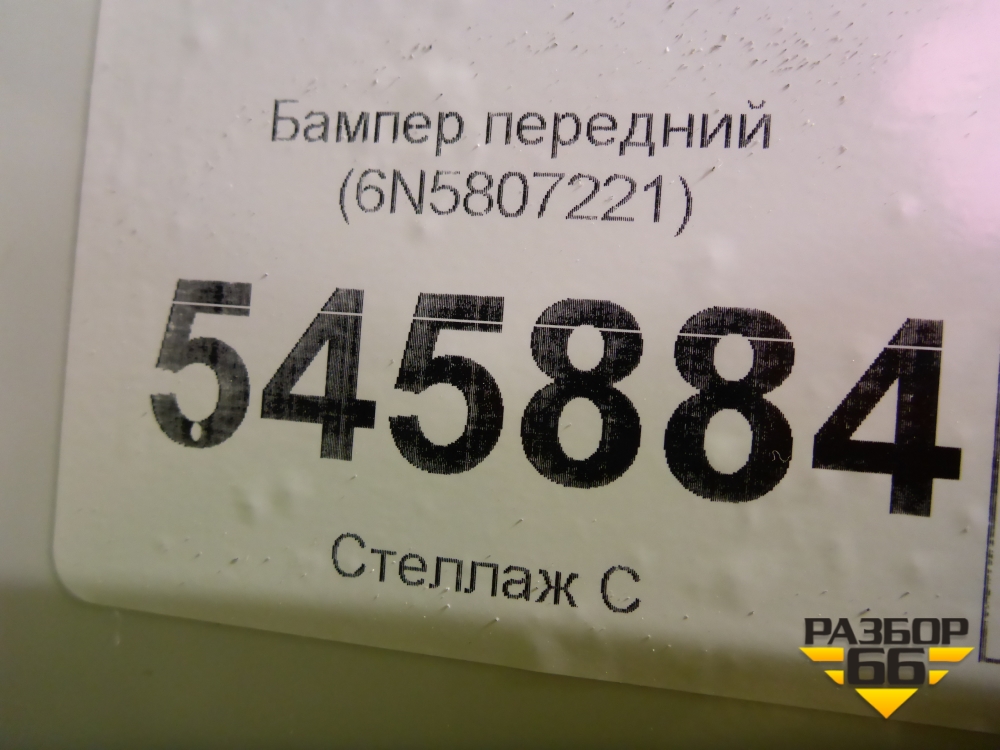 Бампер передний
(6N5807221)
545884
Стеллаж С
РАЗБОР
66